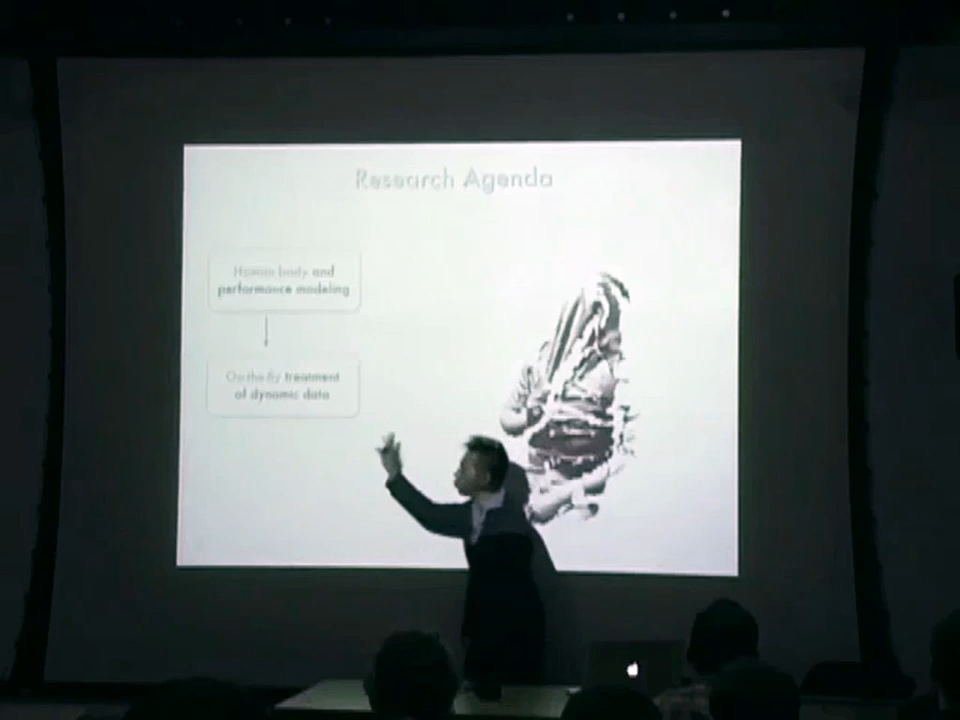 Research Agenda
Human body and
performance modeling
On-the-fly treatment
of dynamic data